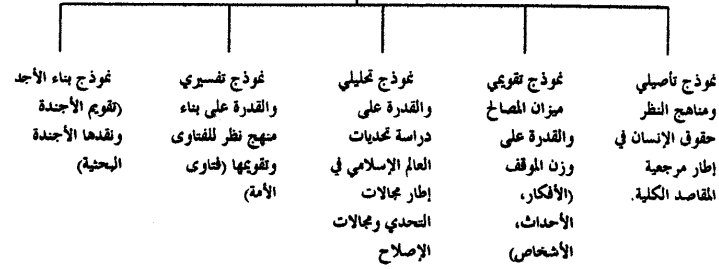 نموذج تأصيلي
ومناهج النظر
حقوق الإنسان في
إطار مرجعية
المقاصد الكلية.
نموذج تقويمي
ميزان المصالح
والقدرة على
وزن الموقف
(الأفكار،
الأحداث،
الأشخاص)
نموذج تحليلي
والقدرة على
دراسة تحديات
العالم الإسلامي في
إطار مجالات
التحدي ومجالات
الإصلاح
نموذج تفسيري
والقدرة على بناء
منهج نظر للفتاوى
وتقويمها (فتاوى
الأمة)
نموذج بناء الأجد
(تقويم الأجندة
ونقدها الأجندة
البحثية)